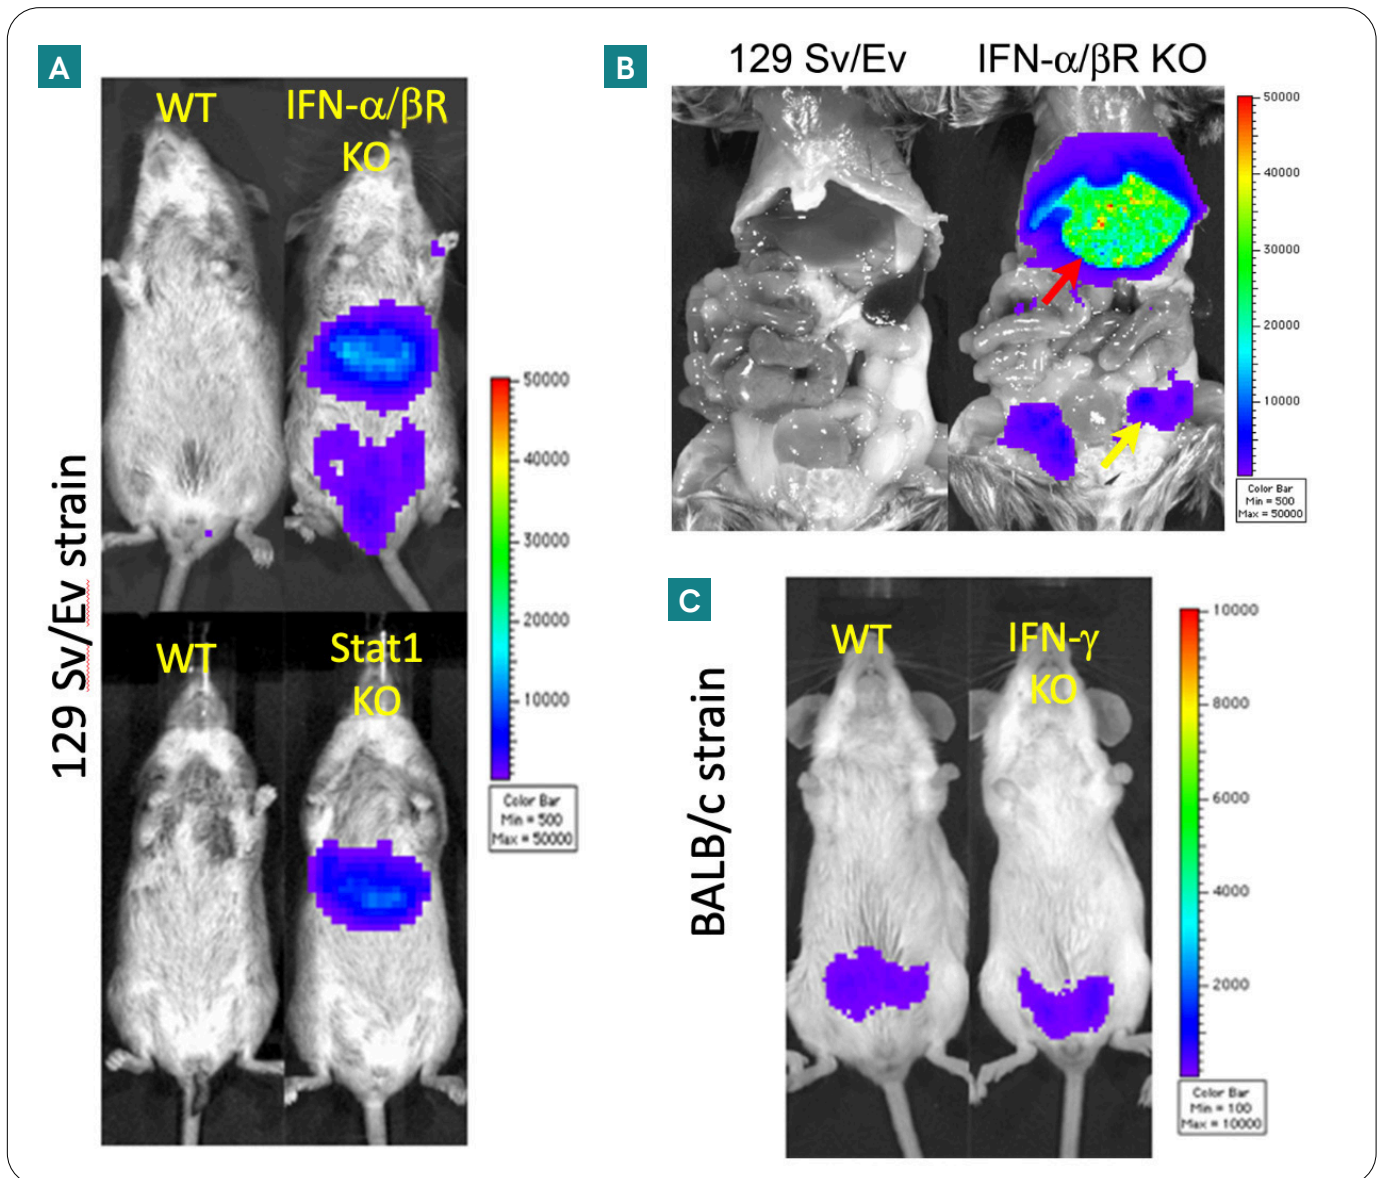 A
WT
IFN-α/βR
KO
129 Sv/Ev strain
WT
Stat1
KO
50000
40000
30000
20000
10000
Color Bar
Min = 500
Max = 50000
B
129 Sv/Ev
IFN-α/βR KO
50000
40000
30000
20000
10000
Color Bar
Min = 500
Max = 50000
C
BALB/c strain
WT
IFN-γ
KO
10000
8000
6000
4000
2000
Color Bar
Min = 100
Max = 10000